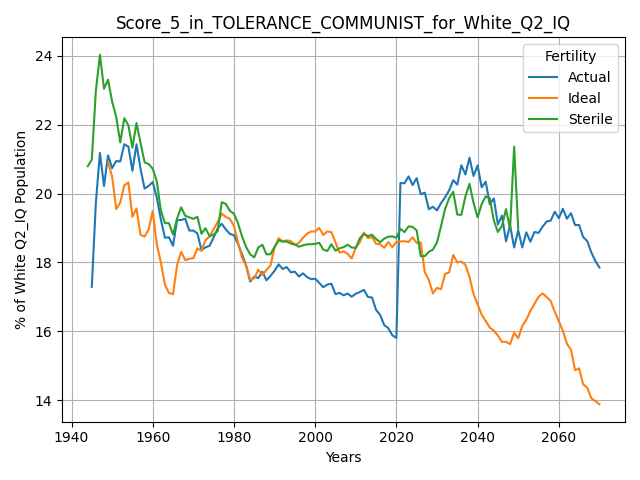 Score_5_in_TOLERANCE_COMMUNIST_for_White_Q2_IQ
Fertility
Actual
Ideal
Sterile
% of White Q2_IQ Population
24
22
20
18
16
14
1940
1960
1980
2000
2020
2040
2060
Years